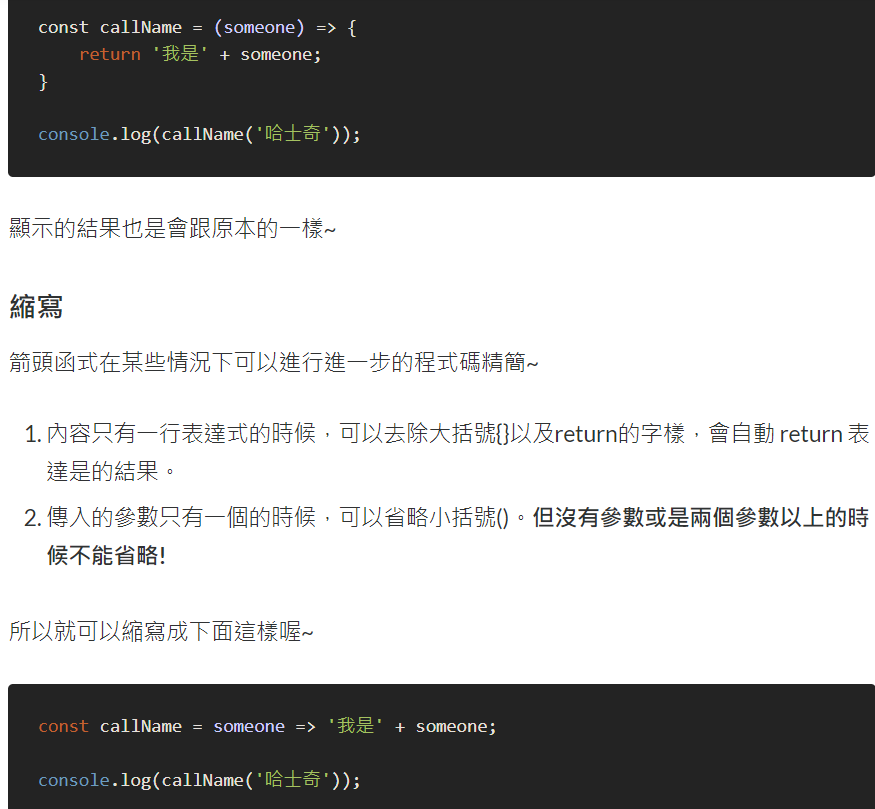 const callName = (someone) => {
    return '我是' + someone;
}
console.log(callName('哈士奇'));
顯示的結果也是會跟原本的一樣~
縮寫
箭頭函式在某些情況下可以進行進一步的程式碼精簡~
1. 內容只有一行表達式的時候，可以去除大括號{}以及return的字樣，會自動 return 表
達是的結果。
2. 傳入的參數只有一個的時候，可以省略小括號()。但沒有參數或是兩個參數以上的時
候不能省略!
所以就可以縮寫成下面這樣喔~
const callName = someone => '我是' + someone;
console.log(callName('哈士奇'));